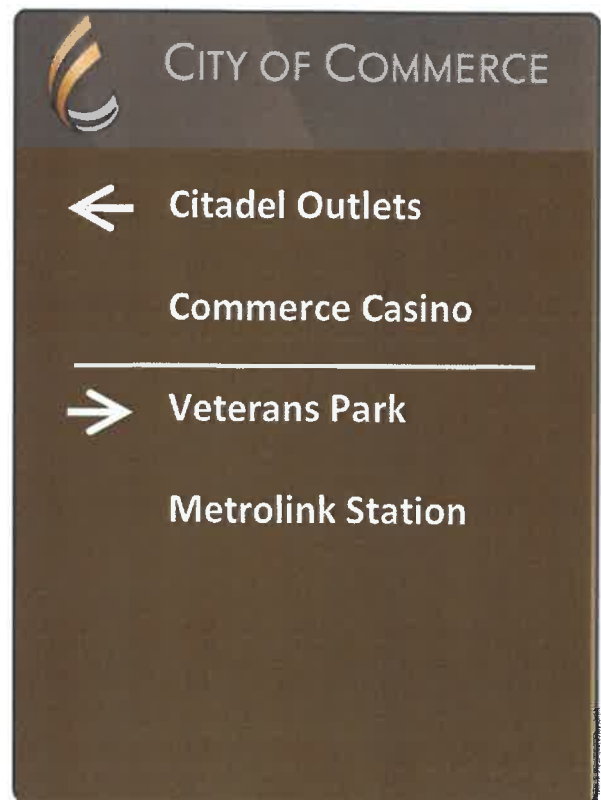 CITY OF COMMERCE
← Citadel Outlets
Commerce Casino
→ Veterans Park
Metrolink Station